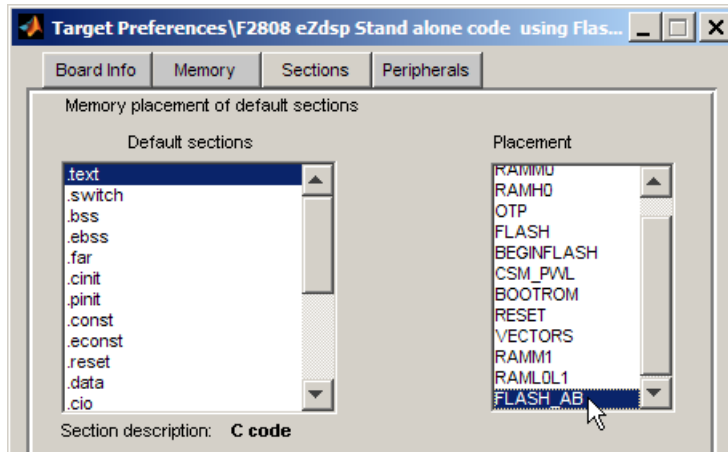 Target Preferences\F2808 eZdsp Stand alone code using Flas...
Board Info Memory Sections Peripherals
Memory placement of default sections
Default sections
.text
.switch
.bss
.ebss
.far
.cinit
.pinit
.const
.econst
.reset
.data
.cio
Placement
RAMM0
RAMH0
OTP
FLASH
BEGINFLASH
CSM_PWL
BOOTROM
RESET
VECTORS
RAMM1
RAML0L1
FLASH_AB
Section description: C code